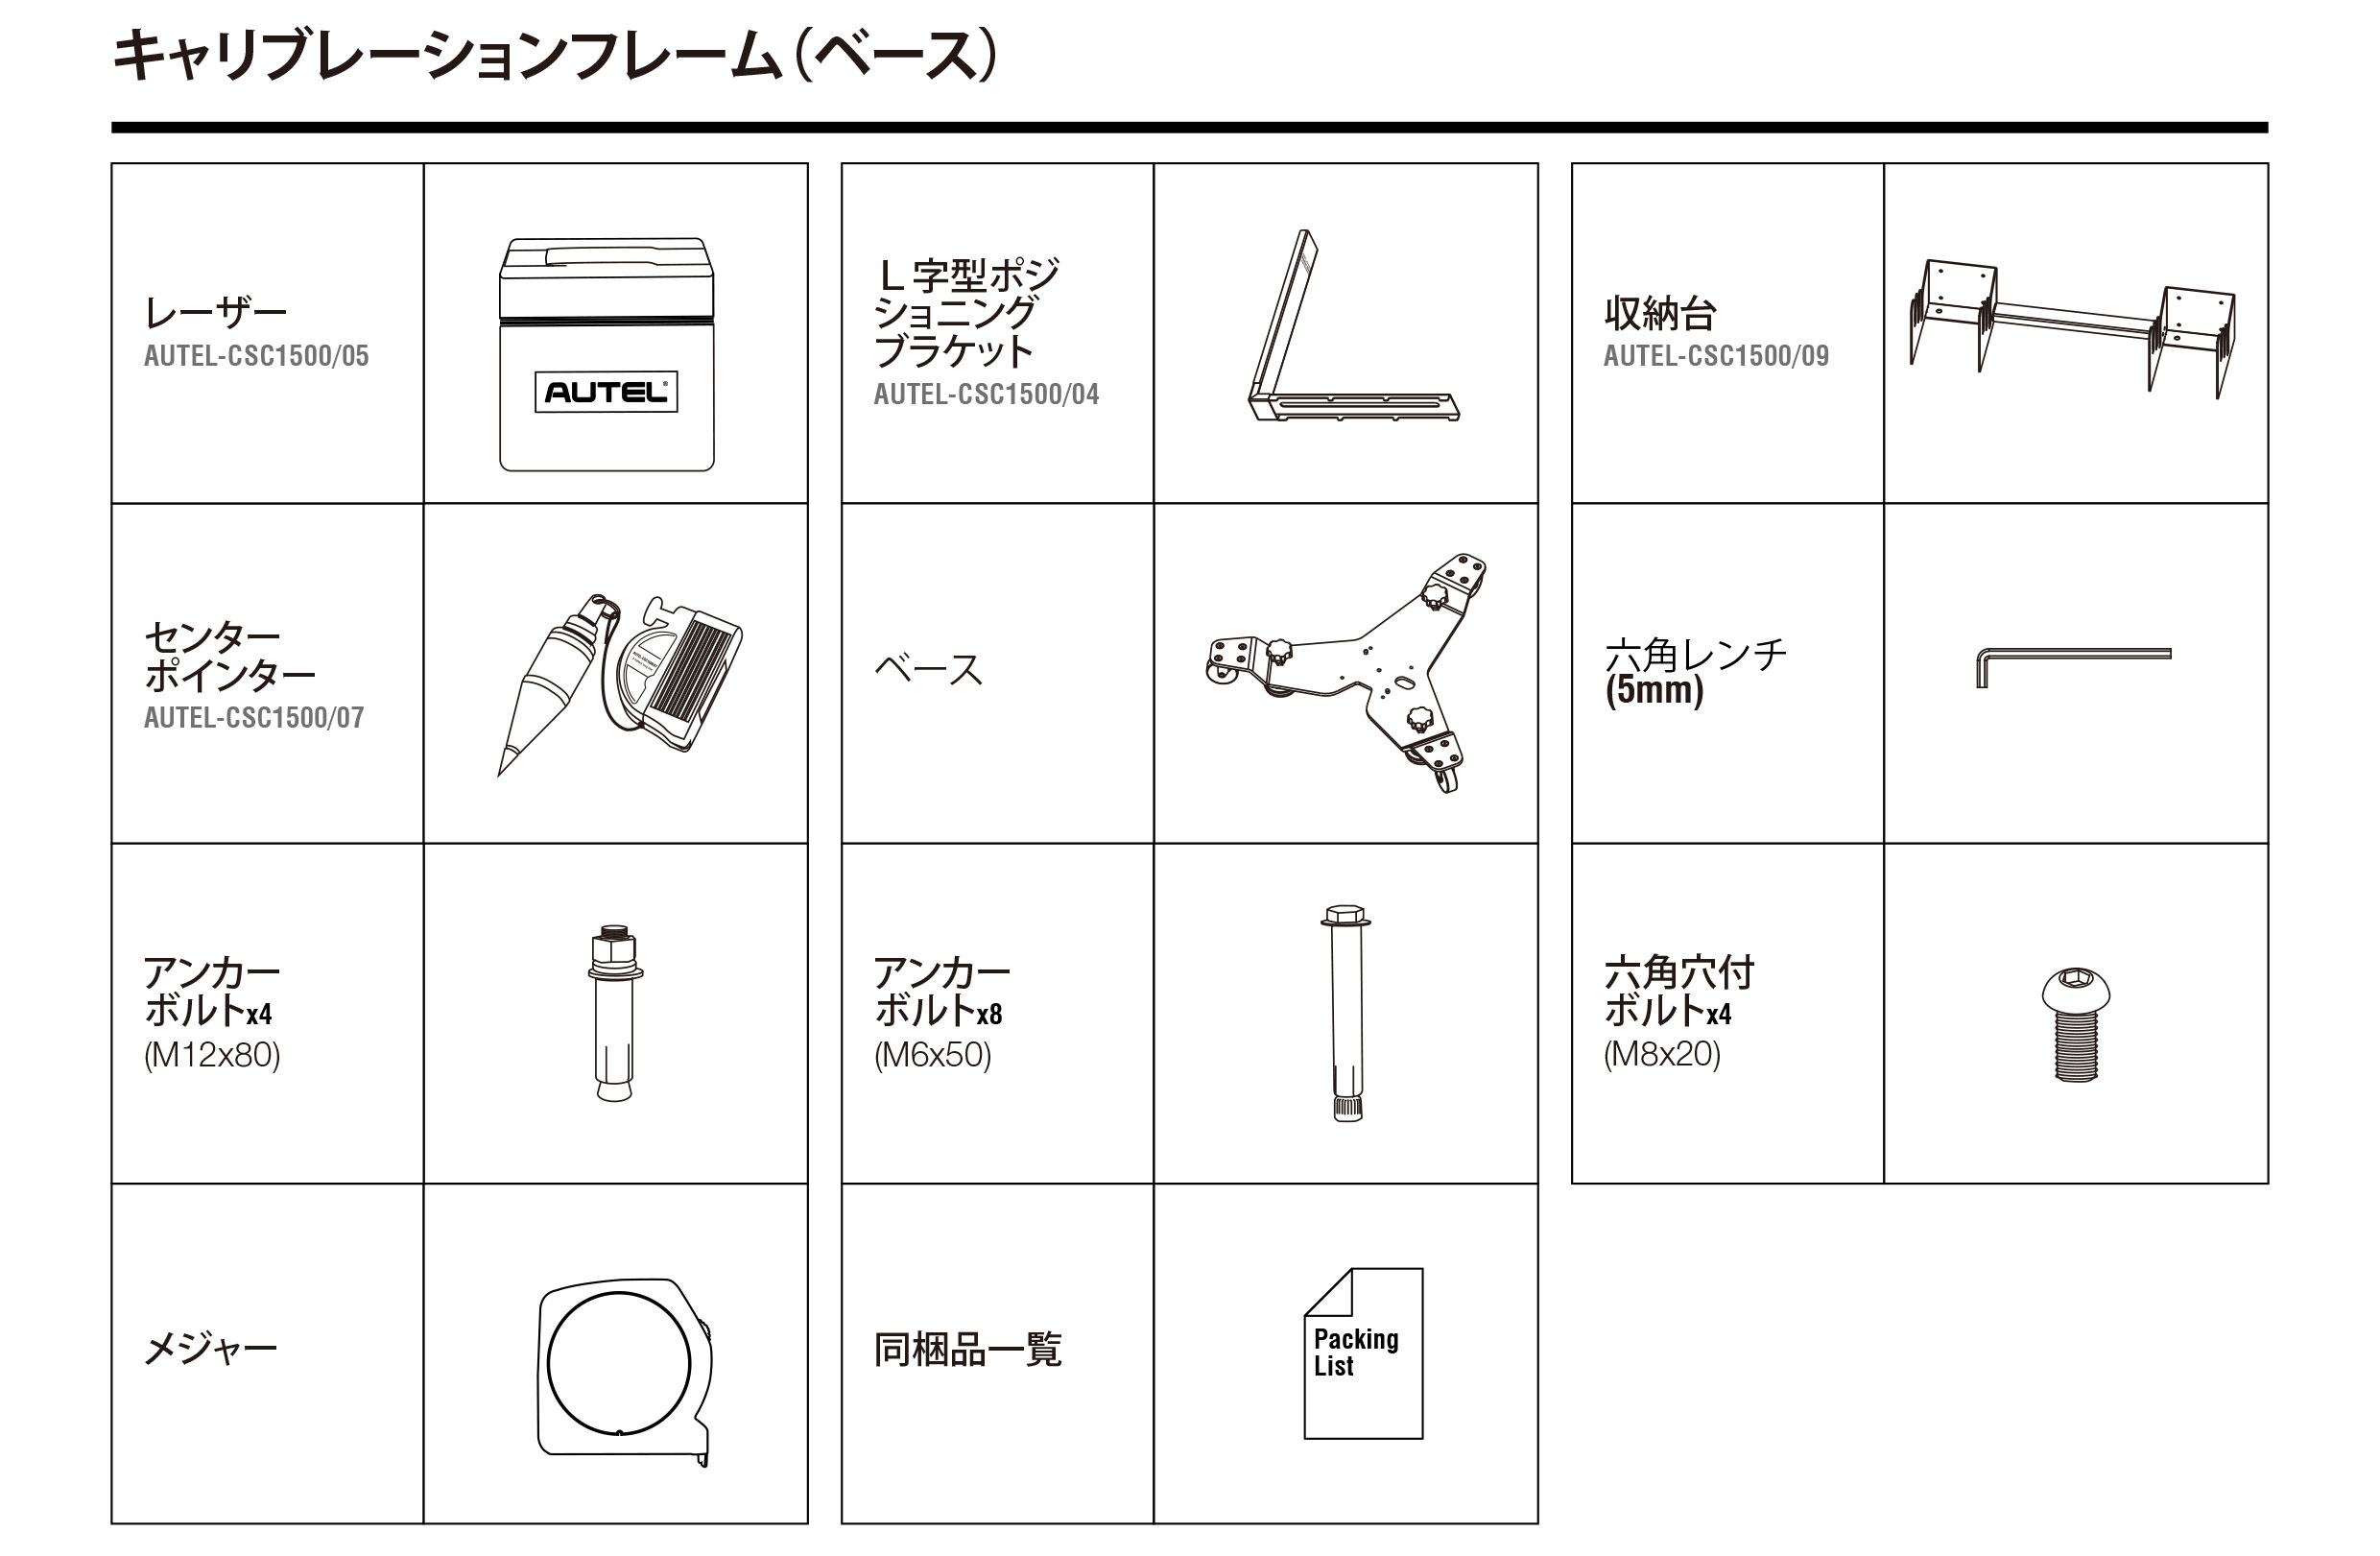 キャリブレーションフレーム（ベース）
レーザー
AUTEL-CSC1500/05
AUTEL®
Ｌ字型ポジ
ショニング
ブラケット
AUTEL-CSC1500/04
収納台
AUTEL-CSC1500/09
センター
ポインター
AUTEL-CSC1500/07
ベース
六角レンチ
(5mm)
アンカー
ボルトx4
(M12x80)
アンカー
ボルトx8
(M6x50)
六角穴付
ボルトx4
(M8x20)
メジャー
同梱品一覧
Packing
List